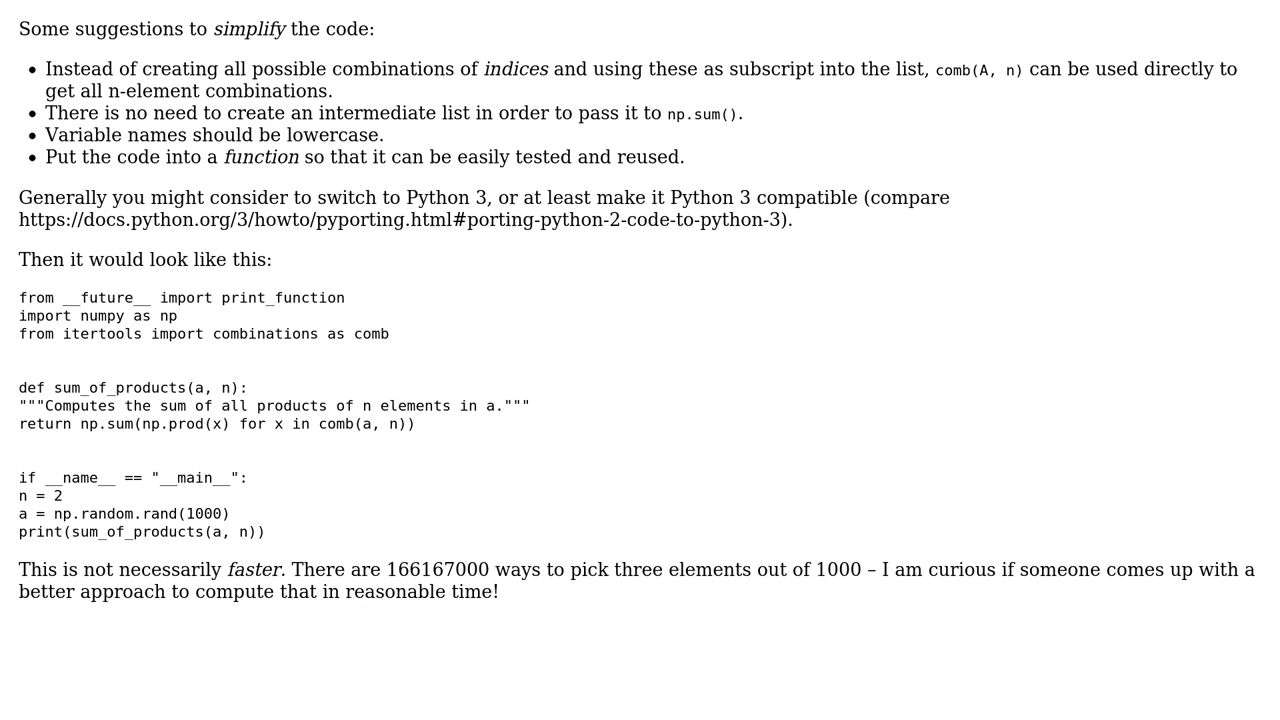 Some suggestions to simplify the code:
Instead of creating all possible combinations of indices and using these as subscript into the list, comb(A, n) can be used directly to
get all n-element combinations.
There is no need to create an intermediate list in order to pass it to np.sum().
Variable names should be lowercase.
Put the code into a function so that it can be easily tested and reused.
Generally you might consider to switch to Python 3, or at least make it Python 3 compatible (compare
https://docs.python.org/3/howto/pyporting.html#porting-python-2-code-to-python-3).
Then it would look like this:
from __future__ import print_function
import numpy as np
from itertools import combinations as comb
def sum_of_products(a, n):
"""Computes the sum of all products of n elements in a."""
return np.sum(np.prod(x) for x in comb(a, n))
if __name__ == "__main__":
n = 2
a = np.random.rand(1000)
print(sum_of_products(a, n))
This is not necessarily faster. There are 166167000 ways to pick three elements out of 1000 – I am curious if someone comes up with a
better approach to compute that in reasonable time!